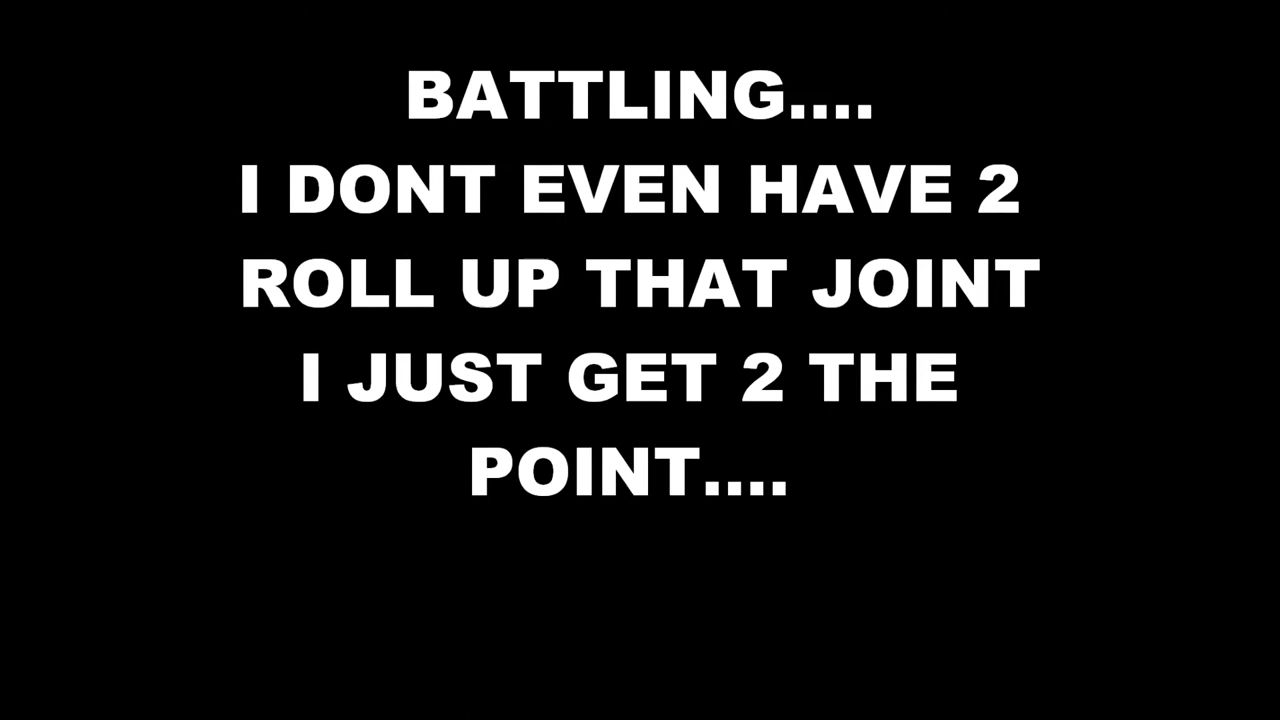 BATTLING....
I DONT EVEN HAVE 2
ROLL UP THAT JOINT
I JUST GET 2 THE
POINT....